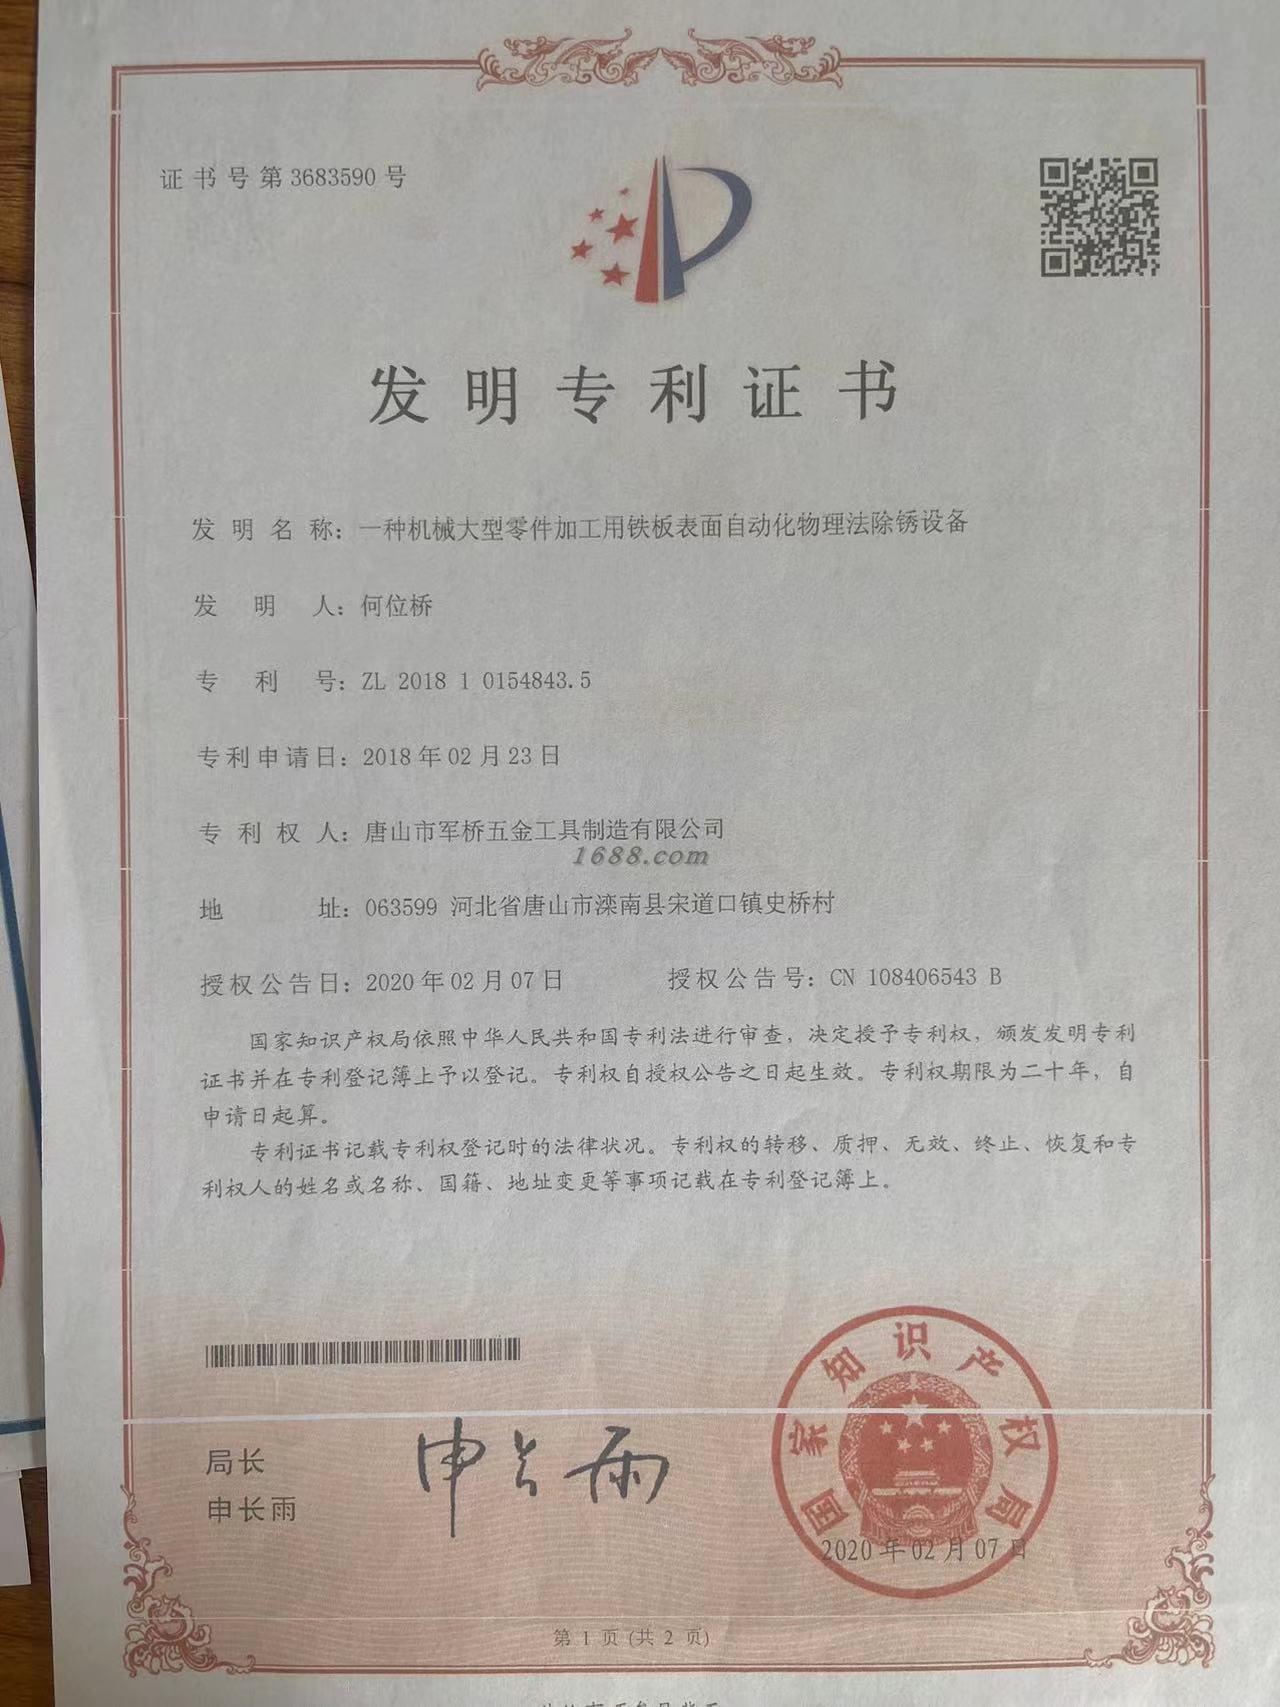 证书号第3683590号
发明专利证书
发明名称：一种机械大型零件加工用铁板表面自动化物理法除锈设备
发明人：何位桥
专利号：ZL 2018 1 0154843.5
专利申请日：2018年02月23日
专利权人：唐山市军桥五金工具制造有限公司
1688.com
地址：063599 河北省唐山市滦南县宋道口镇史桥村
授权公告日：2020年02月07日 授权公告号：CN 108406543 B
国家知识产权局依照中华人民共和国专利法进行审查，决定授予专利权，颁发发明专利
证书并在专利登记簿上予以登记。专利权自授权公告之日起生效。专利权期限为二十年，自
申请日起算。
专利证书记载专利权登记时的法律状况。专利权的转移、质押、无效、终止、恢复和专
利权人的姓名或名称、国籍、地址变更等事项记载在专利登记簿上。
局长
申长雨
申长雨
国家知识产权局
2020年02月07日
第 1 页 (共 2 页)